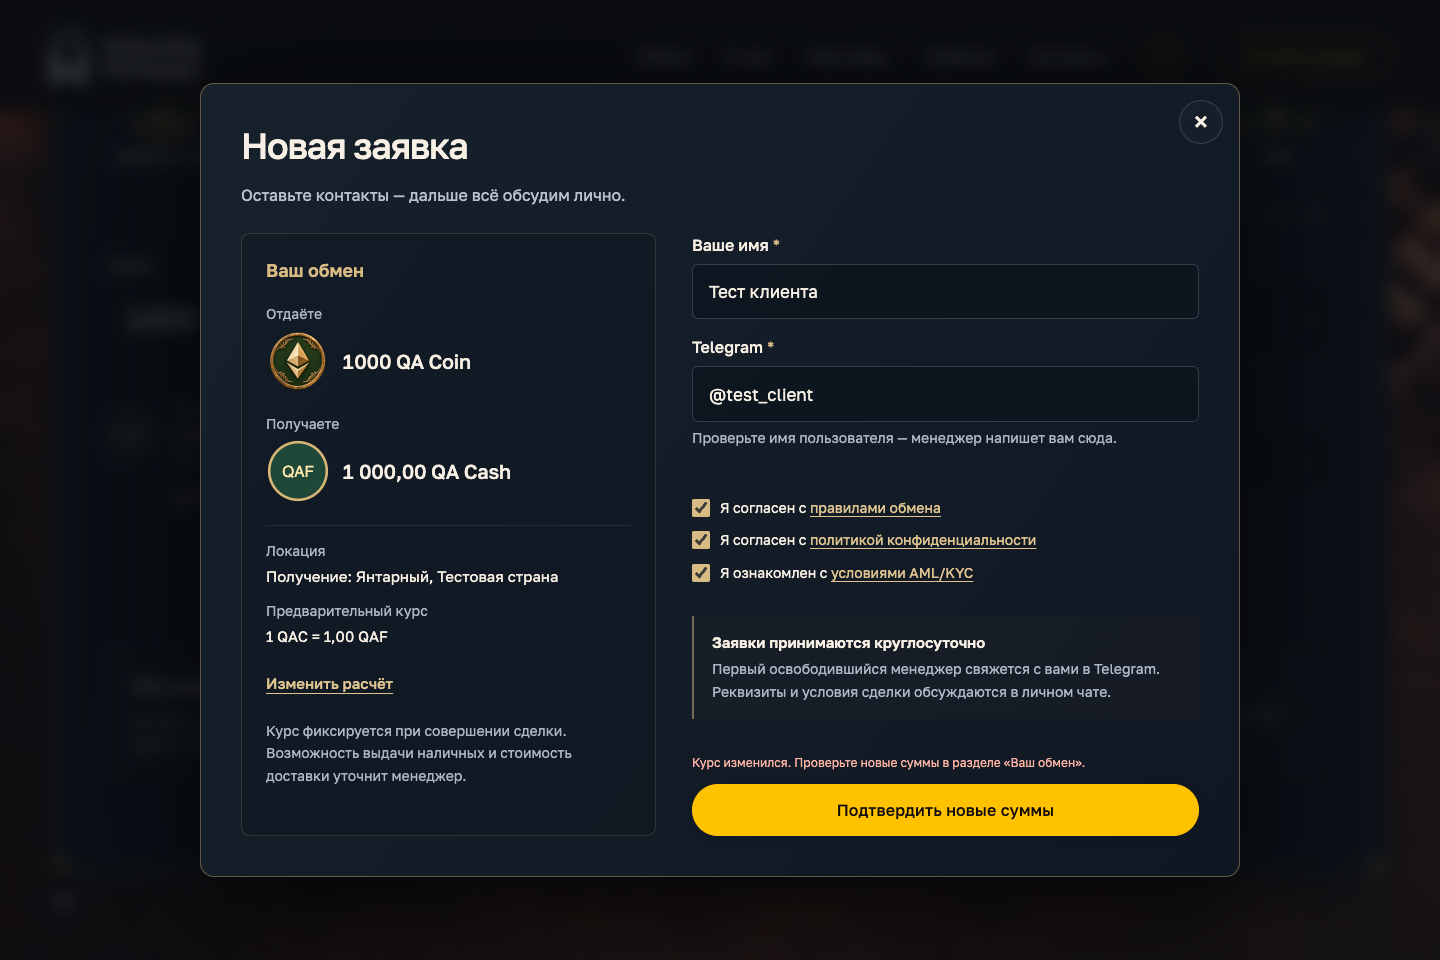 Новая заявка
Оставьте контакты — дальше всё обсудим лично.
Ваш обмен
Отдаёте
1000 QA Coin
Получаете
QAF
1 000,00 QA Cash
Локация
Получение: Янтарный, Тестовая страна
Предварительный курс
1 QAC = 1,00 QAF
Изменить расчёт
Курс фиксируется при совершении сделки.
Возможность выдачи наличных и стоимость
доставки уточнит менеджер.
Ваше имя *
Тест клиента
Telegram *
@test_client
Проверьте имя пользователя — менеджер напишет вам сюда.
Я согласен с правилами обмена
Я согласен с политикой конфиденциальности
Я ознакомлен с условиями AML/KYC
Заявки принимаются круглосуточно
Первый освободившийся менеджер свяжется с вами в Telegram.
Реквизиты и условия сделки обсуждаются в личном чате.
Курс изменился. Проверьте новые суммы в разделе «Ваш обмен».
Подтвердить новые суммы